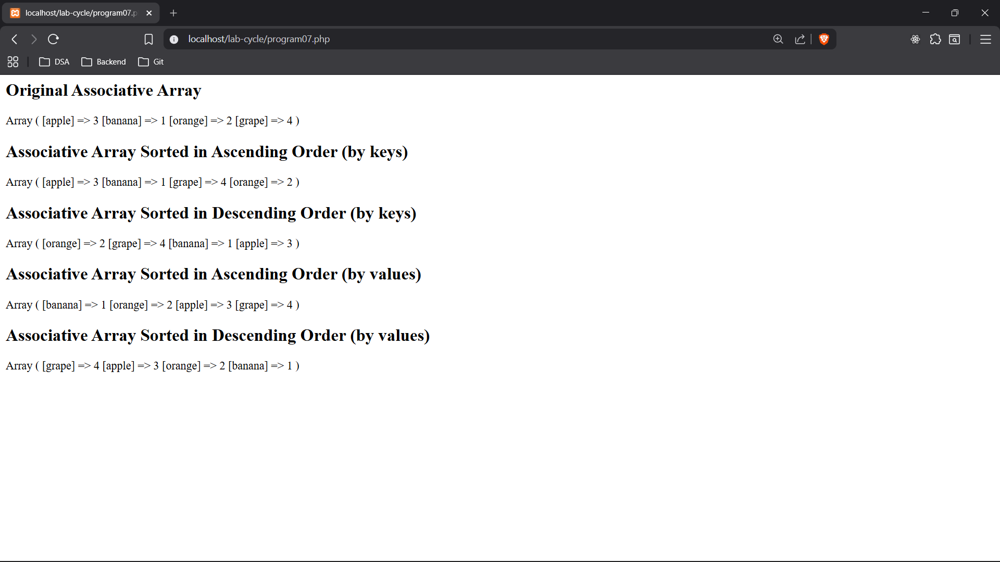 localhost/lab-cycle/program07.p
localhost/lab-cycle/program07.php
DSA
Backend
Git
Original Associative Array
Array ( [apple] => 3 [banana] => 1 [orange] => 2 [grape] => 4 )
Associative Array Sorted in Ascending Order (by keys)
Array ( [apple] => 3 [banana] => 1 [grape] => 4 [orange] => 2 )
Associative Array Sorted in Descending Order (by keys)
Array ( [orange] => 2 [grape] => 4 [banana] => 1 [apple] => 3 )
Associative Array Sorted in Ascending Order (by values)
Array ( [banana] => 1 [orange] => 2 [apple] => 3 [grape] => 4 )
Associative Array Sorted in Descending Order (by values)
Array ( [grape] => 4 [apple] => 3 [orange] => 2 [banana] => 1 )